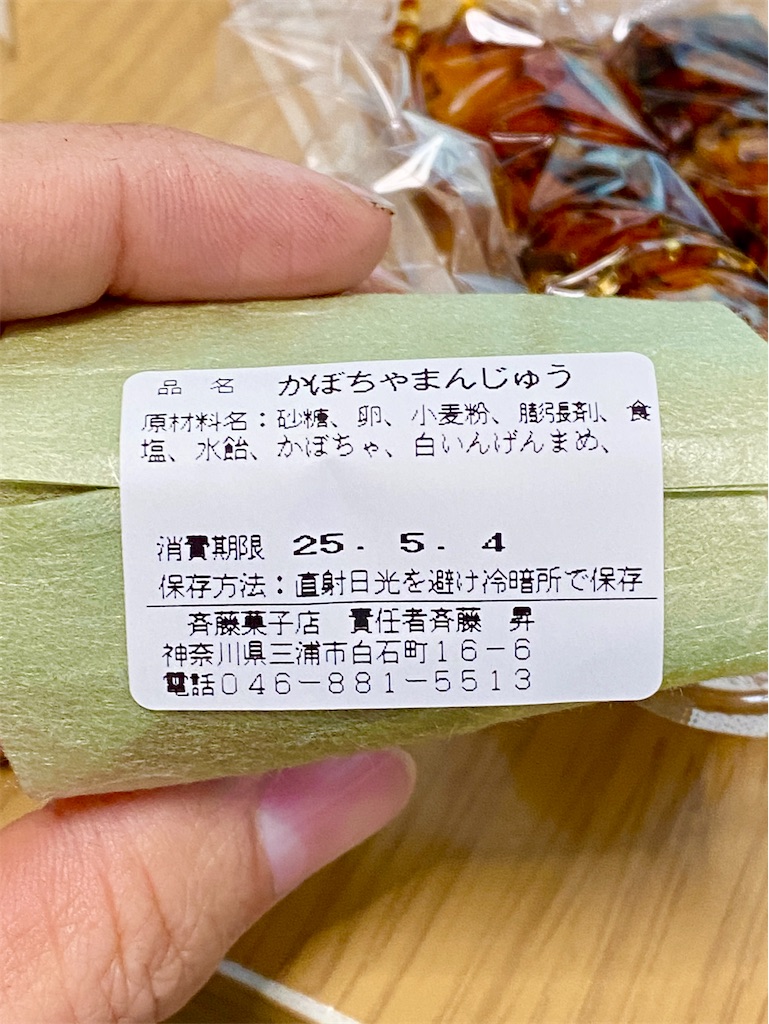 品 名 かぼちゃまんじゅう
原材料名：砂糖、卵、小麦粉、膨張剤、食
塩、水飴、かぼちゃ、白いんげんまめ、
消費期限 25. 5. 4
保存方法：直射日光を避け冷暗所で保存
斉藤菓子店 責任者斉藤 昇
神奈川県三浦市白石町１６－６
電話０４６－８８１－５５１３